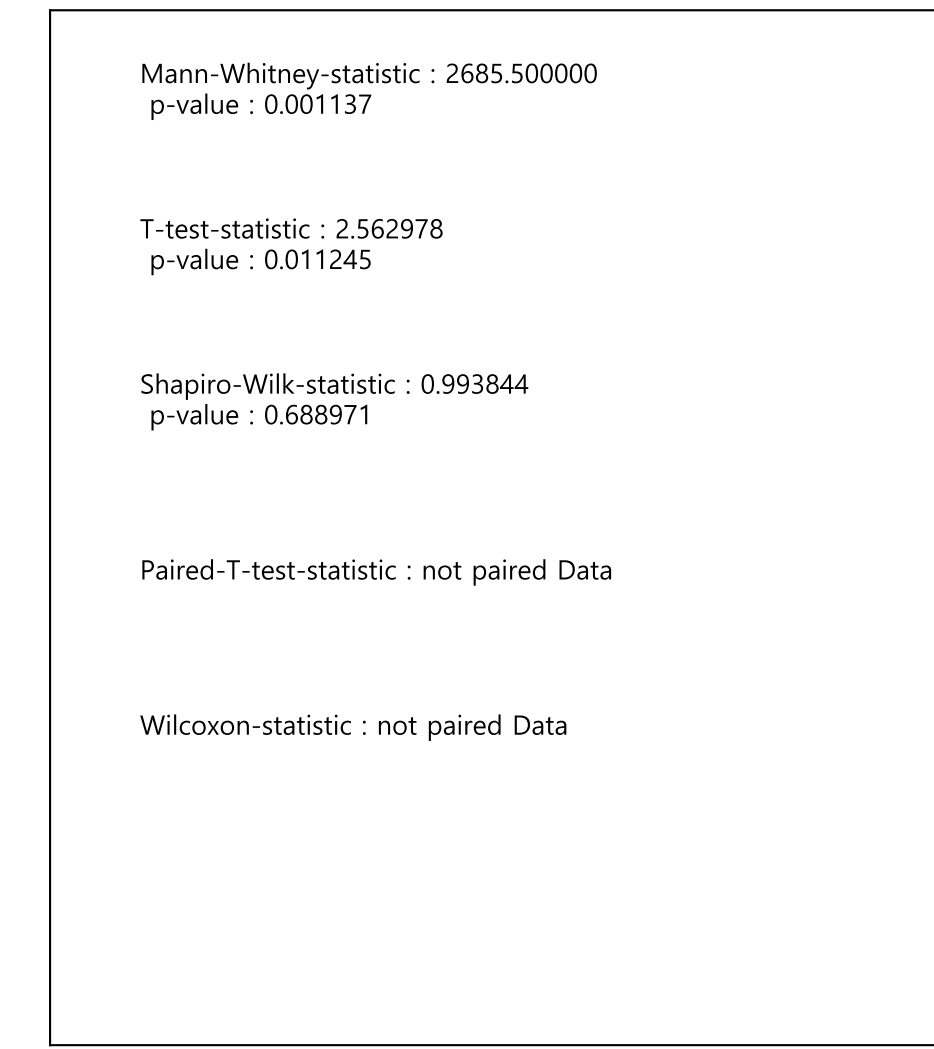 Mann-Whitney-statistic : 2685.500000
p-value : 0.001137
T-test-statistic : 2.562978
p-value : 0.011245
Shapiro-Wilk-statistic : 0.993844
p-value : 0.688971
Paired-T-test-statistic : not paired Data
Wilcoxon-statistic : not paired Data